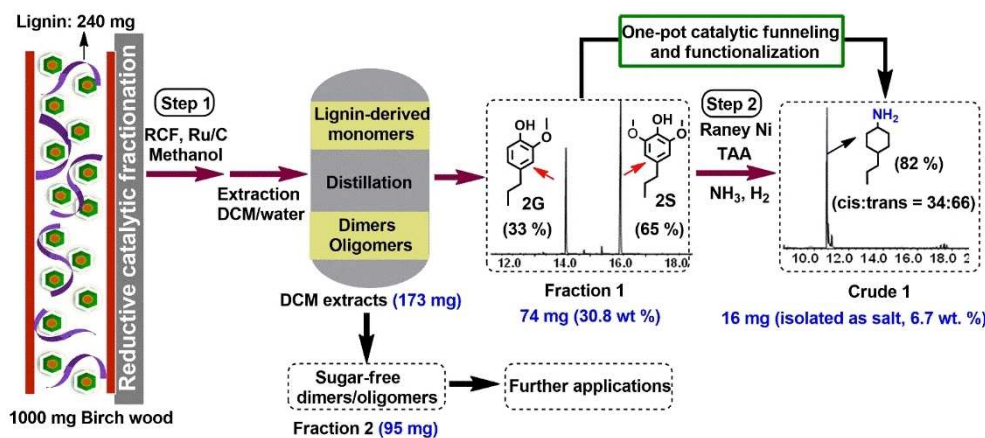 Lignin: 240 mg
Reductive catalytic fractionation
1000 mg Birch wood
Step 1
RCF, Ru/C
Methanol
Extraction
DCM/water
Lignin-derived
monomers
Distillation
Dimers
Oligomers
DCM extracts (173 mg)
Sugar-free
dimers/oligomers
Fraction 2 (95 mg)
Further applications
One-pot catalytic funneling
and functionalization
OH
O
2G
(33 %)
OH
O
O
2S
(65 %)
12.0 14.0 16.0 18.0
Fraction 1
74 mg (30.8 wt %)
Step 2
Raney Ni
TAA
NH3, H2
NH2
(82 %)
(cis:trans = 34:66)
10.0 12.0 14.0 16.0 18.0 2
Crude 1
16 mg (isolated as salt, 6.7 wt. %)